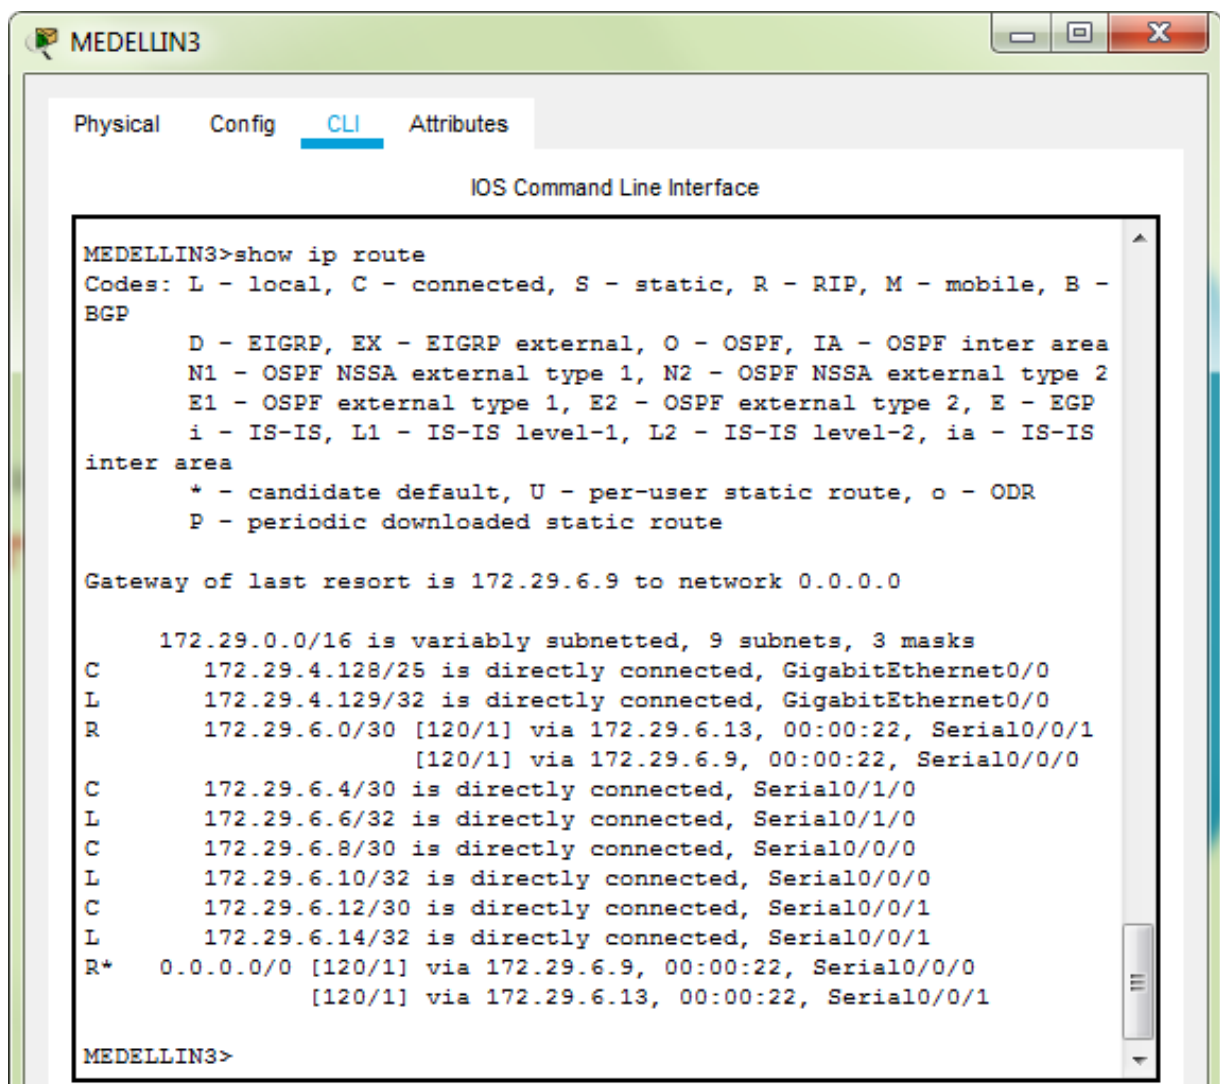 MEDELLIN3
Physical Config CLI Attributes
IOS Command Line Interface
MEDELLIN3>show ip route
Codes: L - local, C - connected, S - static, R - RIP, M - mobile, B -
BGP
       D - EIGRP, EX - EIGRP external, O - OSPF, IA - OSPF inter area
       N1 - OSPF NSSA external type 1, N2 - OSPF NSSA external type 2
       E1 - OSPF external type 1, E2 - OSPF external type 2, E - EGP
       i - IS-IS, L1 - IS-IS level-1, L2 - IS-IS level-2, ia - IS-IS
inter area
       * - candidate default, U - per-user static route, o - ODR
       P - periodic downloaded static route
Gateway of last resort is 172.29.6.9 to network 0.0.0.0
     172.29.0.0/16 is variably subnetted, 9 subnets, 3 masks
C       172.29.4.128/25 is directly connected, GigabitEthernet0/0
L       172.29.4.129/32 is directly connected, GigabitEthernet0/0
R       172.29.6.0/30 [120/1] via 172.29.6.13, 00:00:22, Serial0/0/1
                      [120/1] via 172.29.6.9, 00:00:22, Serial0/0/0
C       172.29.6.4/30 is directly connected, Serial0/1/0
L       172.29.6.6/32 is directly connected, Serial0/1/0
C       172.29.6.8/30 is directly connected, Serial0/0/0
L       172.29.6.10/32 is directly connected, Serial0/0/0
C       172.29.6.12/30 is directly connected, Serial0/0/1
L       172.29.6.14/32 is directly connected, Serial0/0/1
R*   0.0.0.0/0 [120/1] via 172.29.6.9, 00:00:22, Serial0/0/0
               [120/1] via 172.29.6.13, 00:00:22, Serial0/0/1
MEDELLIN3>